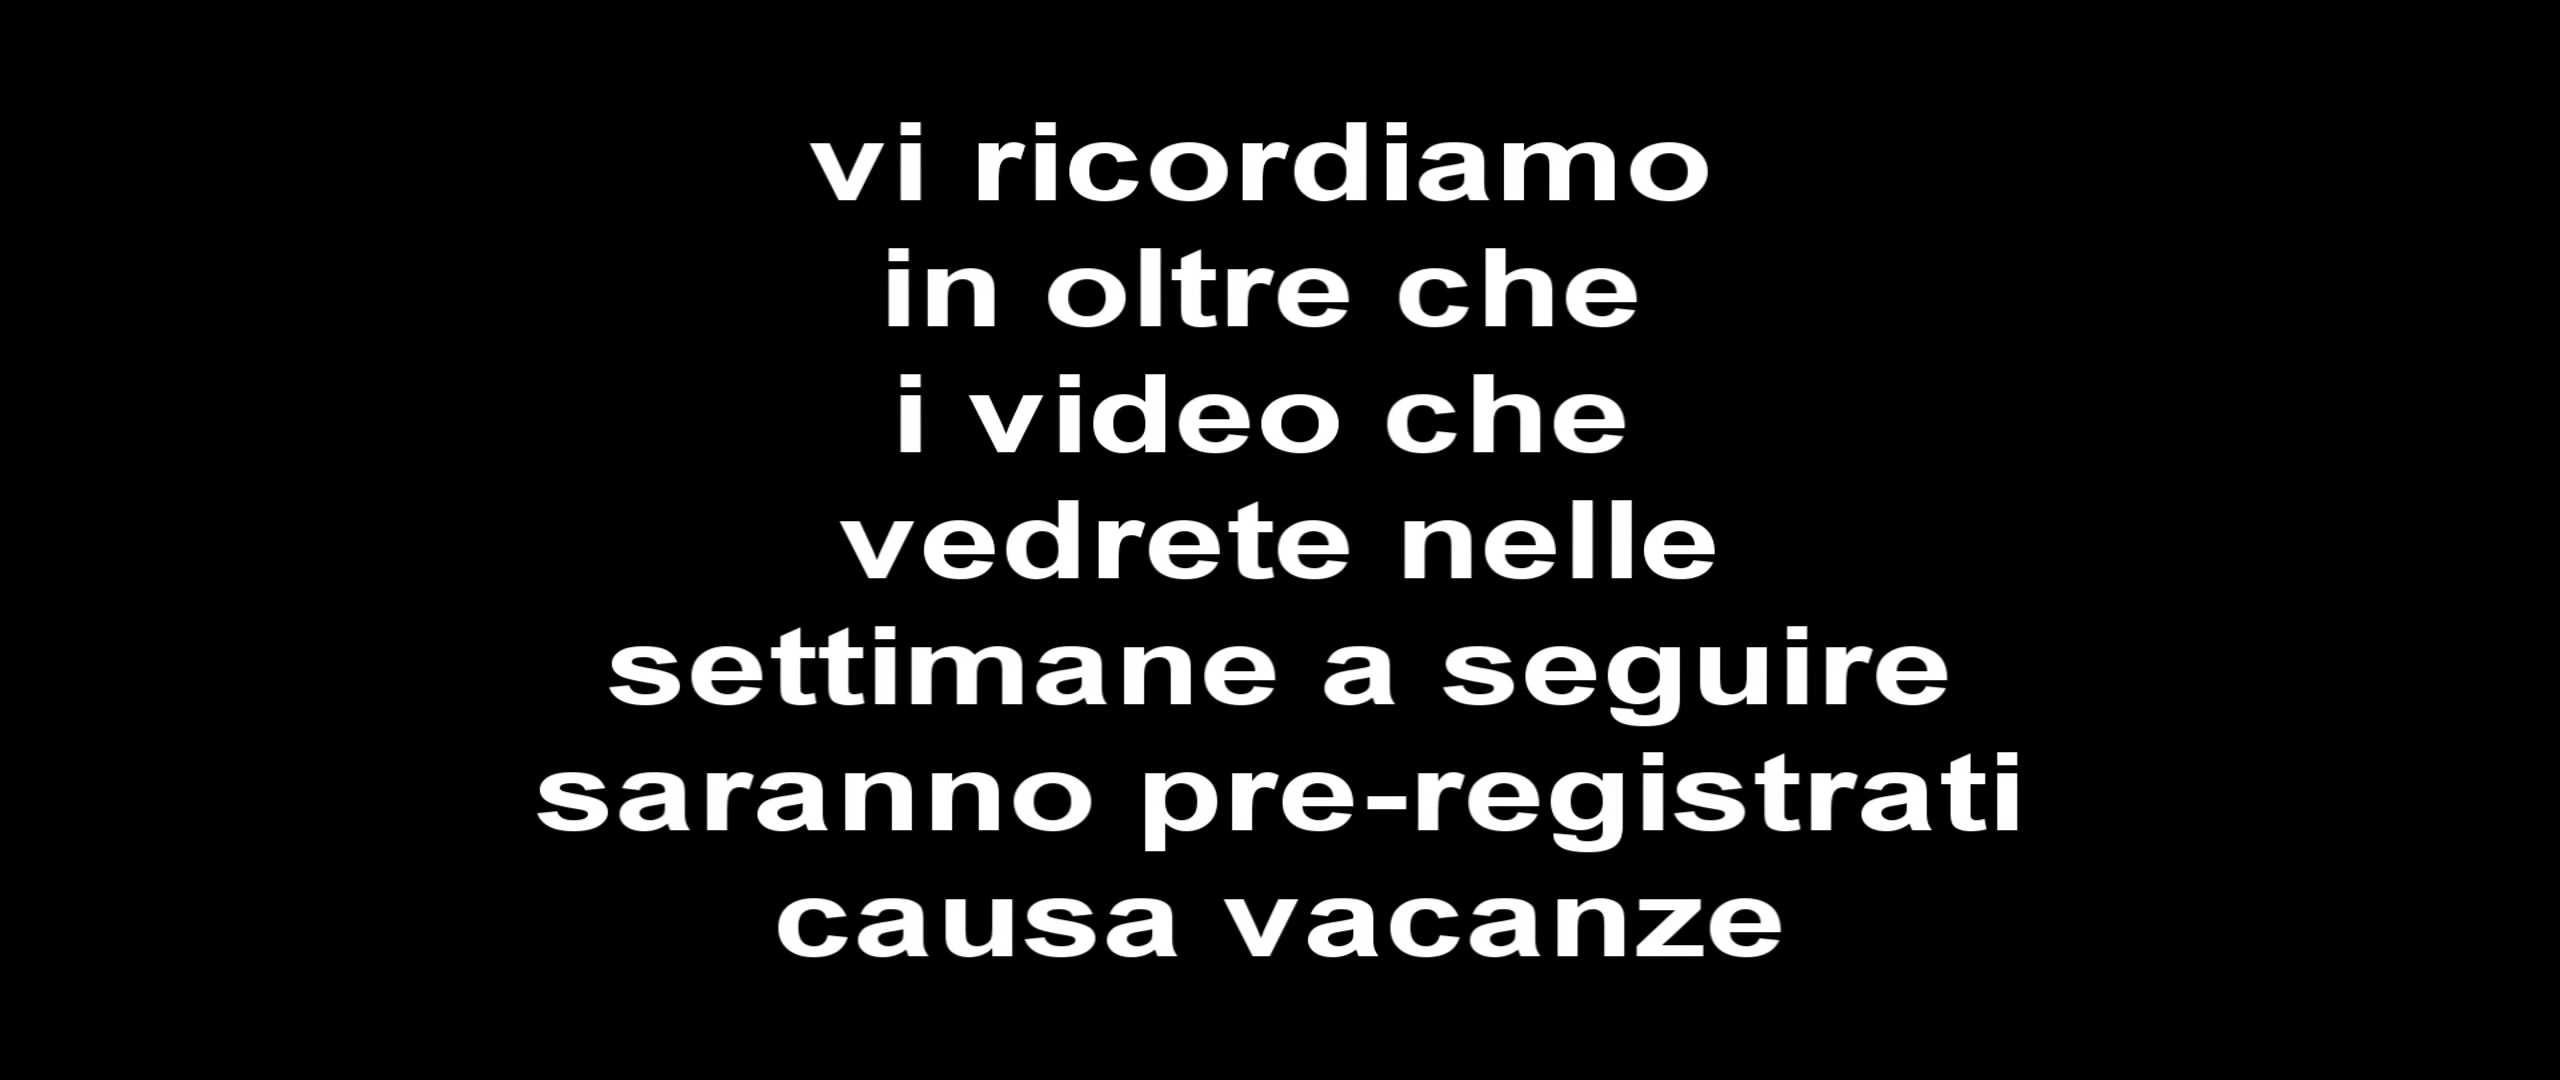 vi ricordiamo
in oltre che
i video che
vedrete nelle
settimane a seguire
saranno pre-registrati
causa vacanze